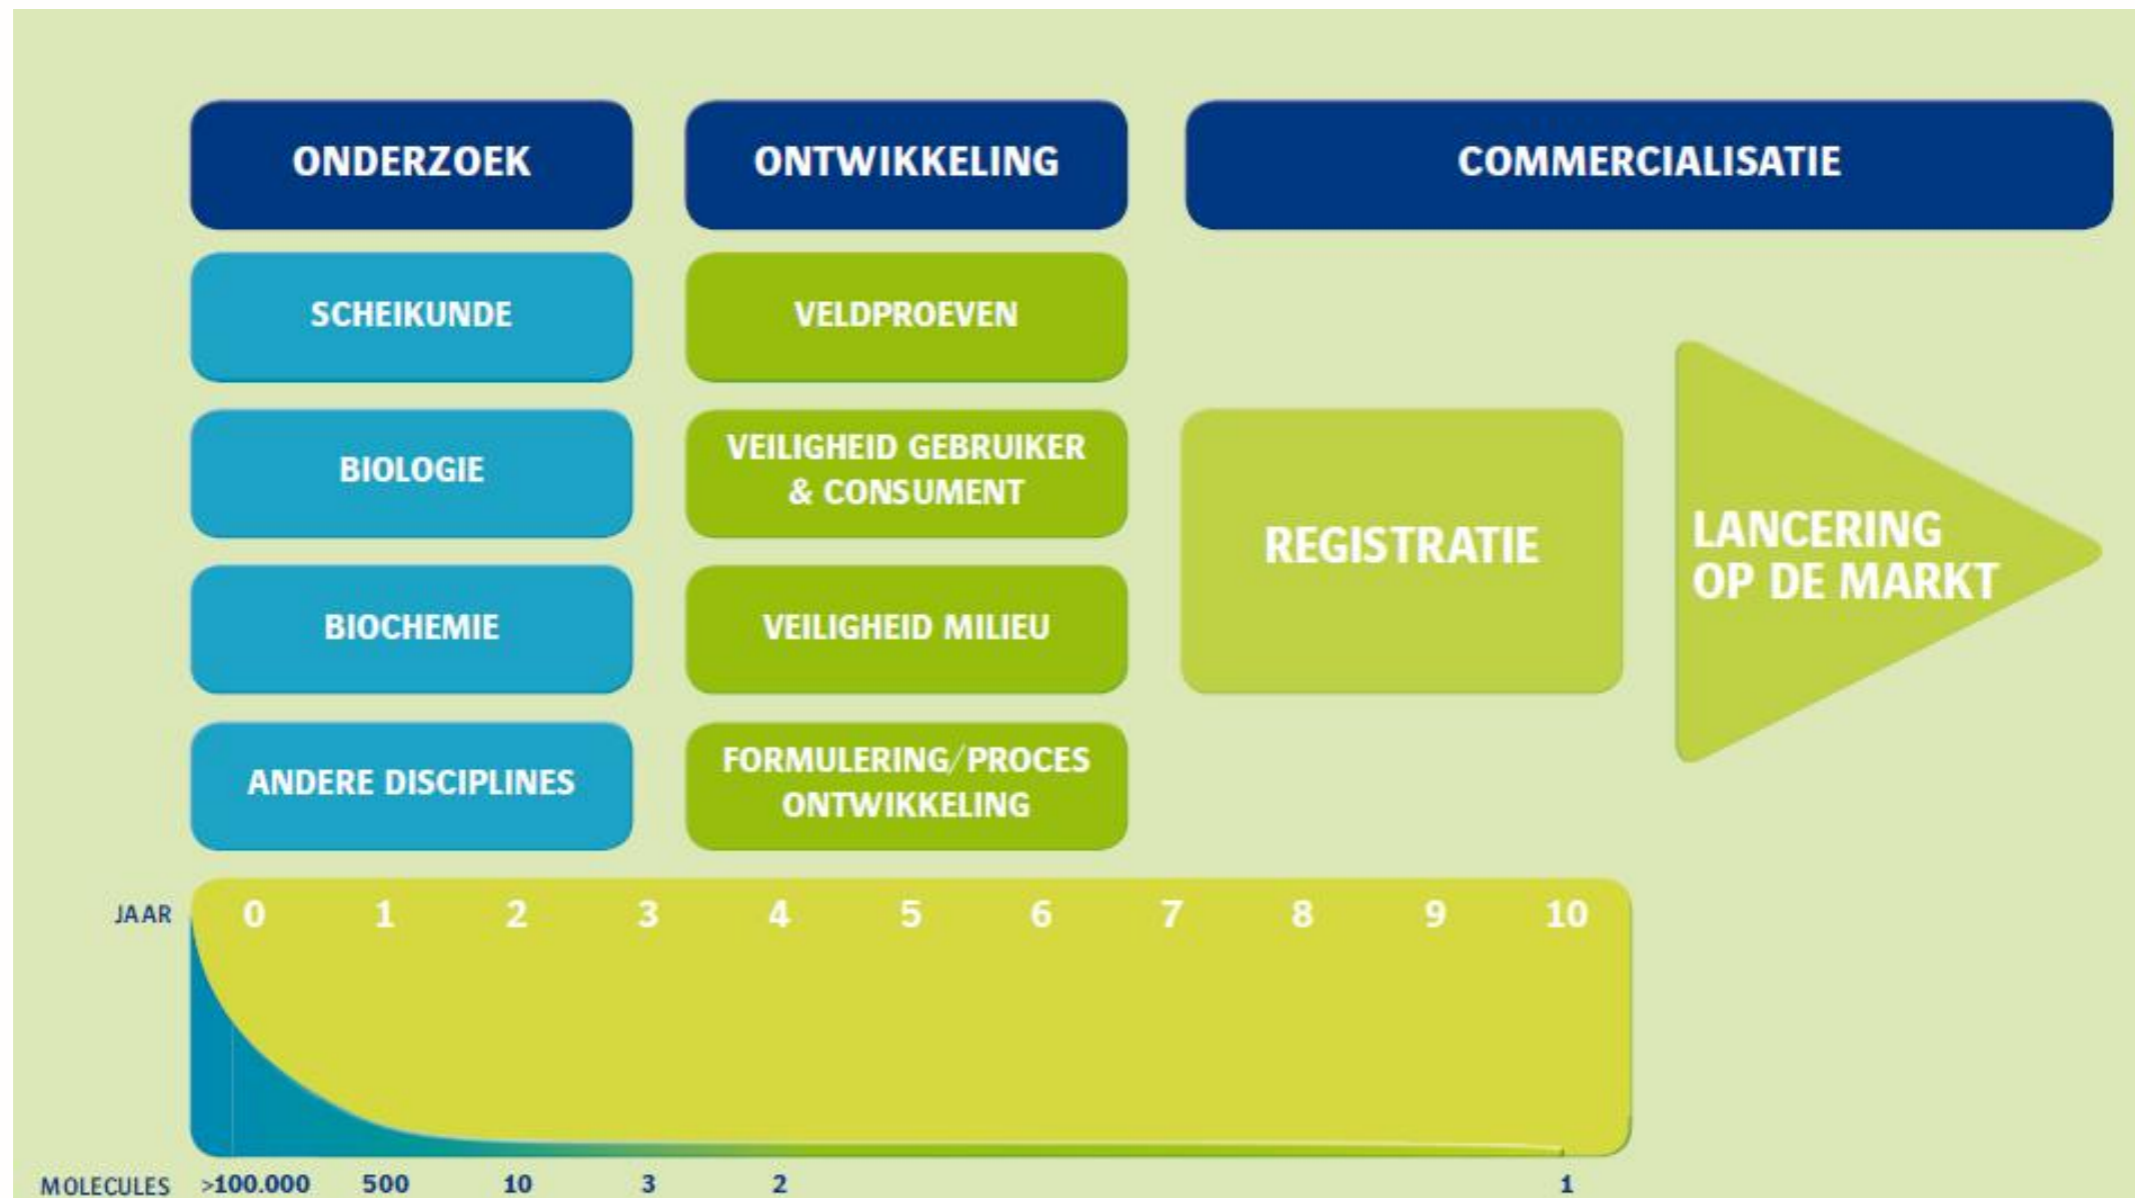 ONDERZOEK
ONTWIKKELING
COMMERCIALISATIE
SCHEIKUNDE
BIOLOGIE
BIOCHEMIE
ANDERE DISCIPLINES
VELDPROEVEN
VEILIGHEID GEBRUIKER
& CONSUMENT
VEILIGHEID MILIEU
FORMULERING/PROCES
ONTWIKKELING
REGISTRATIE
LANCERING
OP DE MARKT
JAAR 0 1 2 3 4 5 6 7 8 9 10
MOLECULES >100.000 500 10 3 2 1